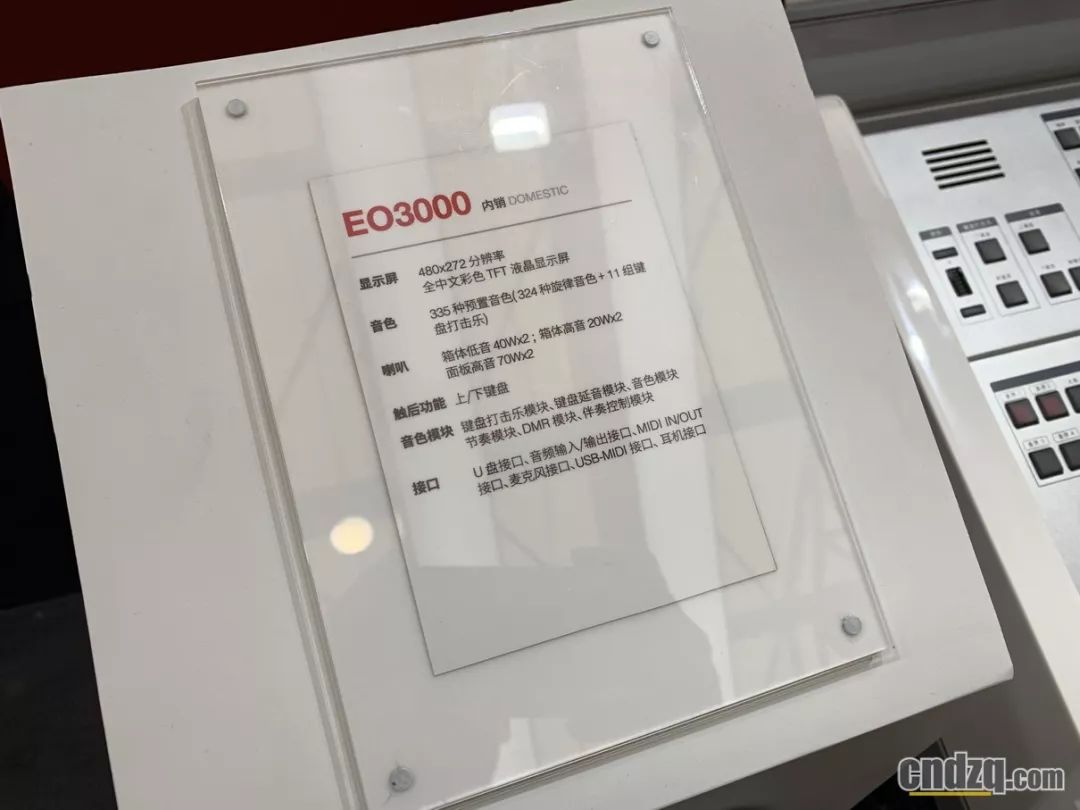 EO3000 内销 DOMESTIC
显示屏 480x272 分辨率
全中文彩色 TFT 液晶显示屏
音色 335 种预置音色(324 种旋律音色+11 组键
盘打击乐)
喇叭 箱体低音 40Wx2；箱体高音 20Wx2
面板高音 70Wx2
触后功能 上/下键盘
音色模块 键盘打击乐模块、键盘延音模块、音色模块
节奏模块、DMR 模块、伴奏控制模块
接口 U 盘接口、音频输入/输出接口、MIDI IN/OUT
接口、麦克风接口、USB-MIDI 接口、耳机接口
cndzq.com